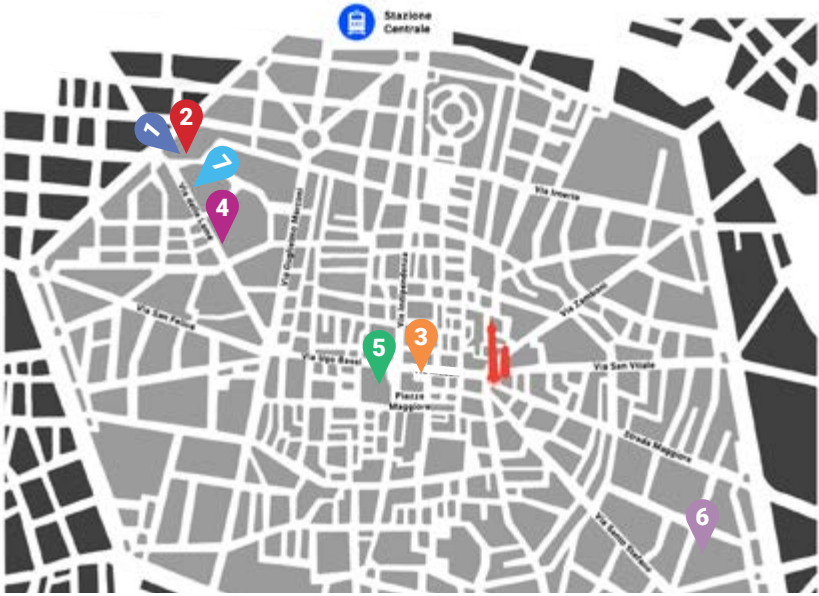 Stazione
Centrale
1
2
7
4
Via delle Lame
Via Guglielmo Marconi
Via Irnerio
Via Indipendenza
Via Zamboni
Via San Felice
5
3
Via Ugo Bassi
Via San Vitale
Piazza
Maggiore
Strada Maggiore
6
Via Santo Stefano